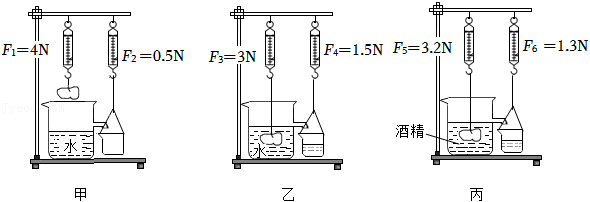 F₁=4N
F₂=0.5N
水
甲
F₃=3N
F₄=1.5N
水
乙
F₅=3.2N
F₆=1.3N
酒精
丙